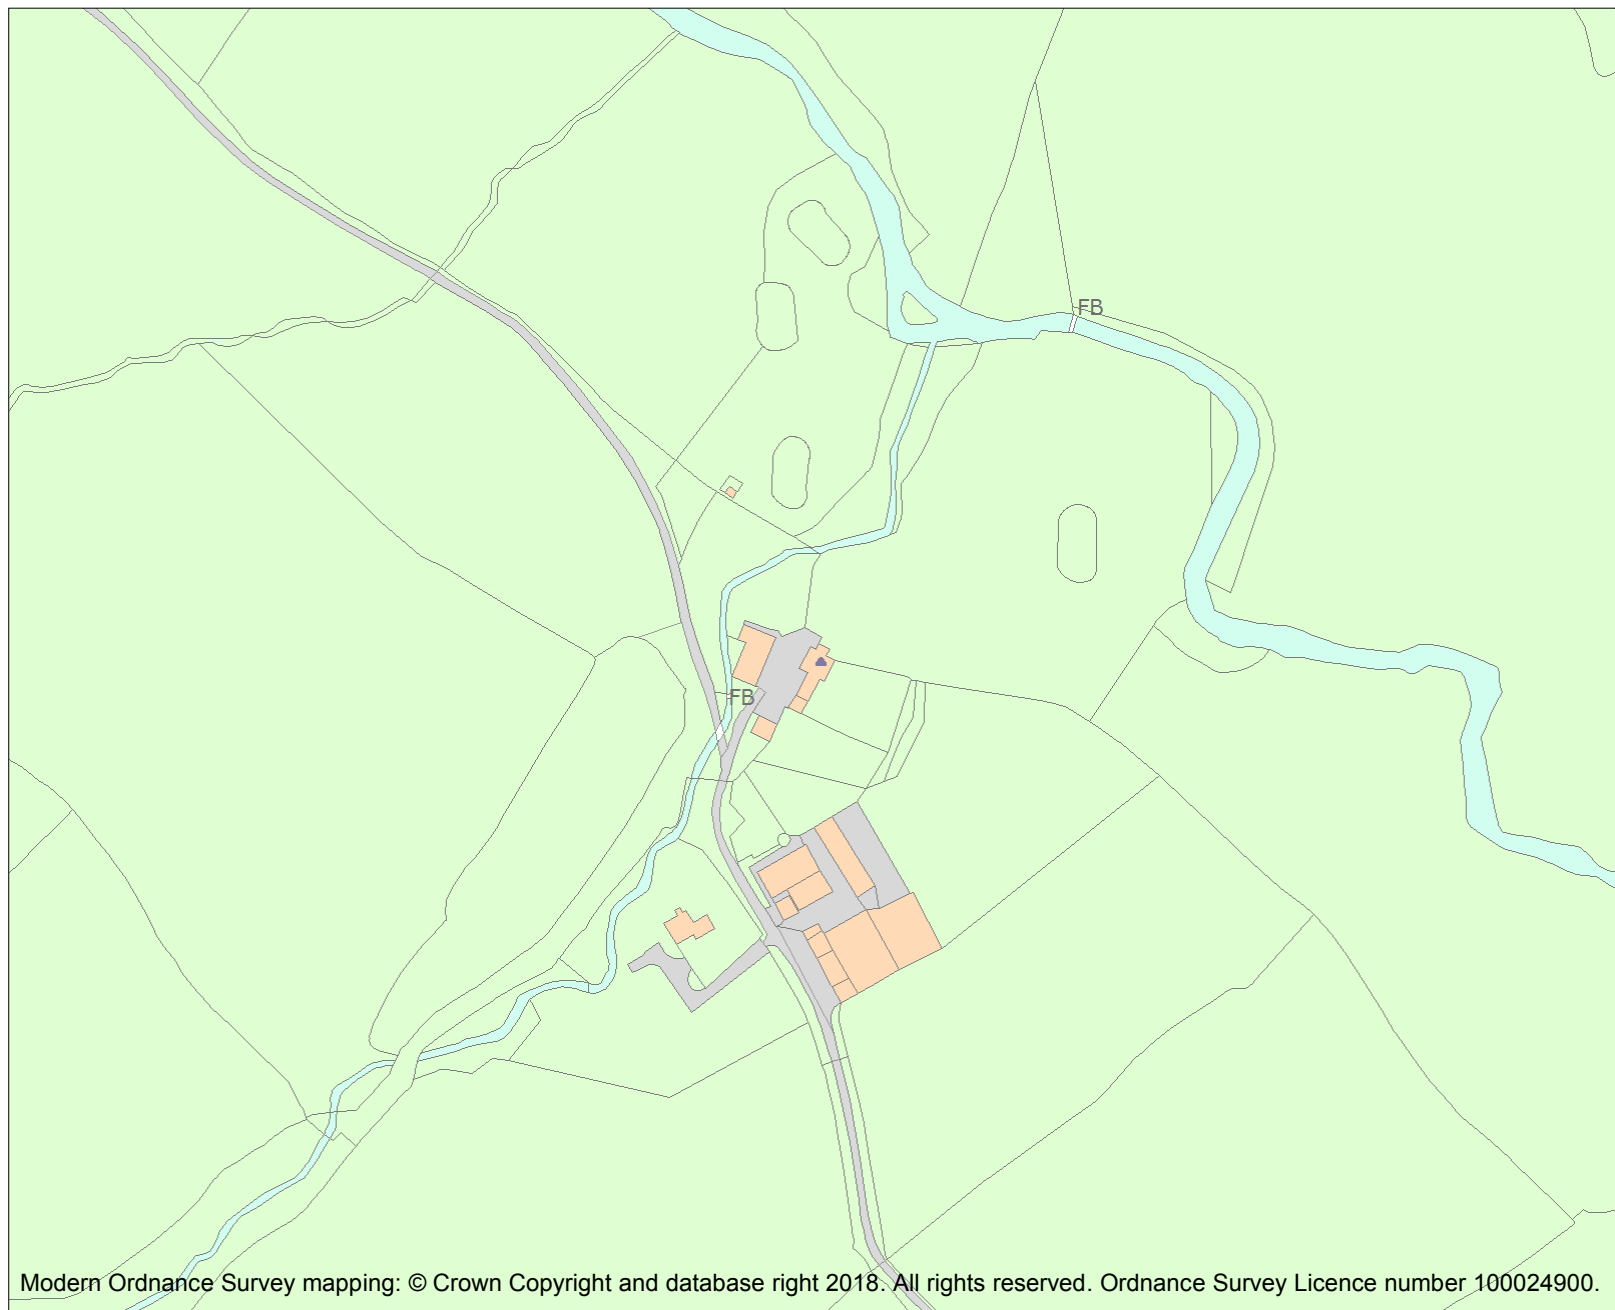 FB
FB
Modern Ordnance Survey mapping: © Crown Copyright and database right 2018. All rights reserved. Ordnance Survey Licence number 100024900.